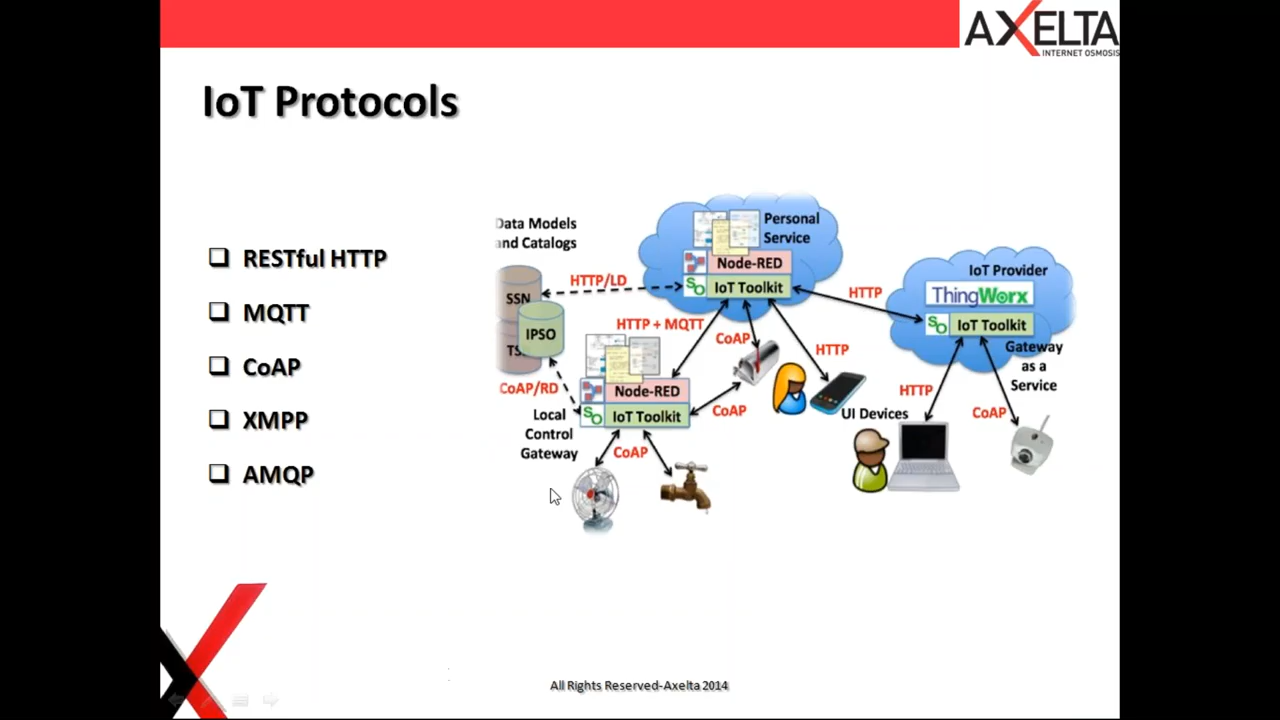 AXELTA
INTERNET OSMOSIS
IoT Protocols
RESTful HTTP
MQTT
CoAP
XMPP
AMQP
Data Models
and Catalogs
SSN
IPSO
HTTP/LD
CoAP/RD
Personal
Service
Node-RED
IoT Toolkit
HTTP + MQTT
CoAP
HTTP
HTTP
IoT Provider
ThingWorx
IoT Toolkit
Gateway
as a
Service
HTTP
CoAP
UI Devices
Node-RED
IoT Toolkit
CoAP
Local
Control
Gateway
CoAP
All Rights Reserved-Axelta 2014